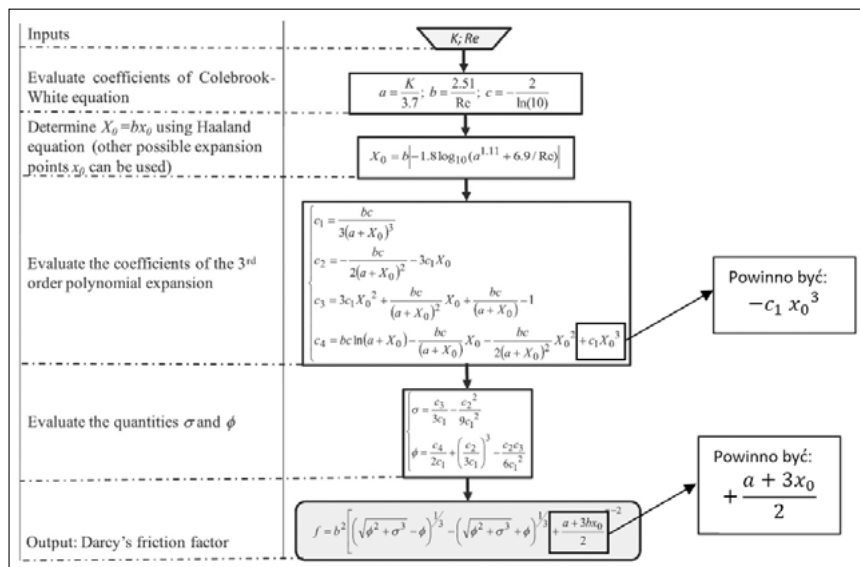 Inputs
K; Re
Evaluate coefficients of Colebrook-
White equation
a = K/3.7; b = 2.51/Re; c = −2/ln(10)
Determine X₀=bx₀ using Haaland
equation (other possible expansion
points x₀ can be used)
X₀ = b|−1.8log₁₀(a^1.11 + 6.9/Re)|
Evaluate the coefficients of the 3rd
order polynomial expansion
c₁ = bc/3(a + X₀)³
c₂ = −bc/2(a + X₀)² −3c₁X₀
c₃ = 3c₁X₀² + bc/(a + X₀)² X₀ + bc/(a + X₀) −1
c₄ = bc ln(a + X₀) − bc/(a + X₀) X₀ − bc/2(a + X₀)² X₀² + c₁X₀³
Powinno być:
−c₁ x₀³
Evaluate the quantities σ and ϕ
σ = c₃/3c₁ − c₂²/9c₁²
ϕ = c₄/2c₁ + (c₂/3c₁)³ − c₂c₃/6c₁²
Powinno być:
+ a + 3x₀/2
Output: Darcy's friction factor
f = b²[(√ϕ² + σ³ − ϕ)^1/3 − (√ϕ² + σ³ + ϕ)^1/3 + a + 3bx₀/2]^−2